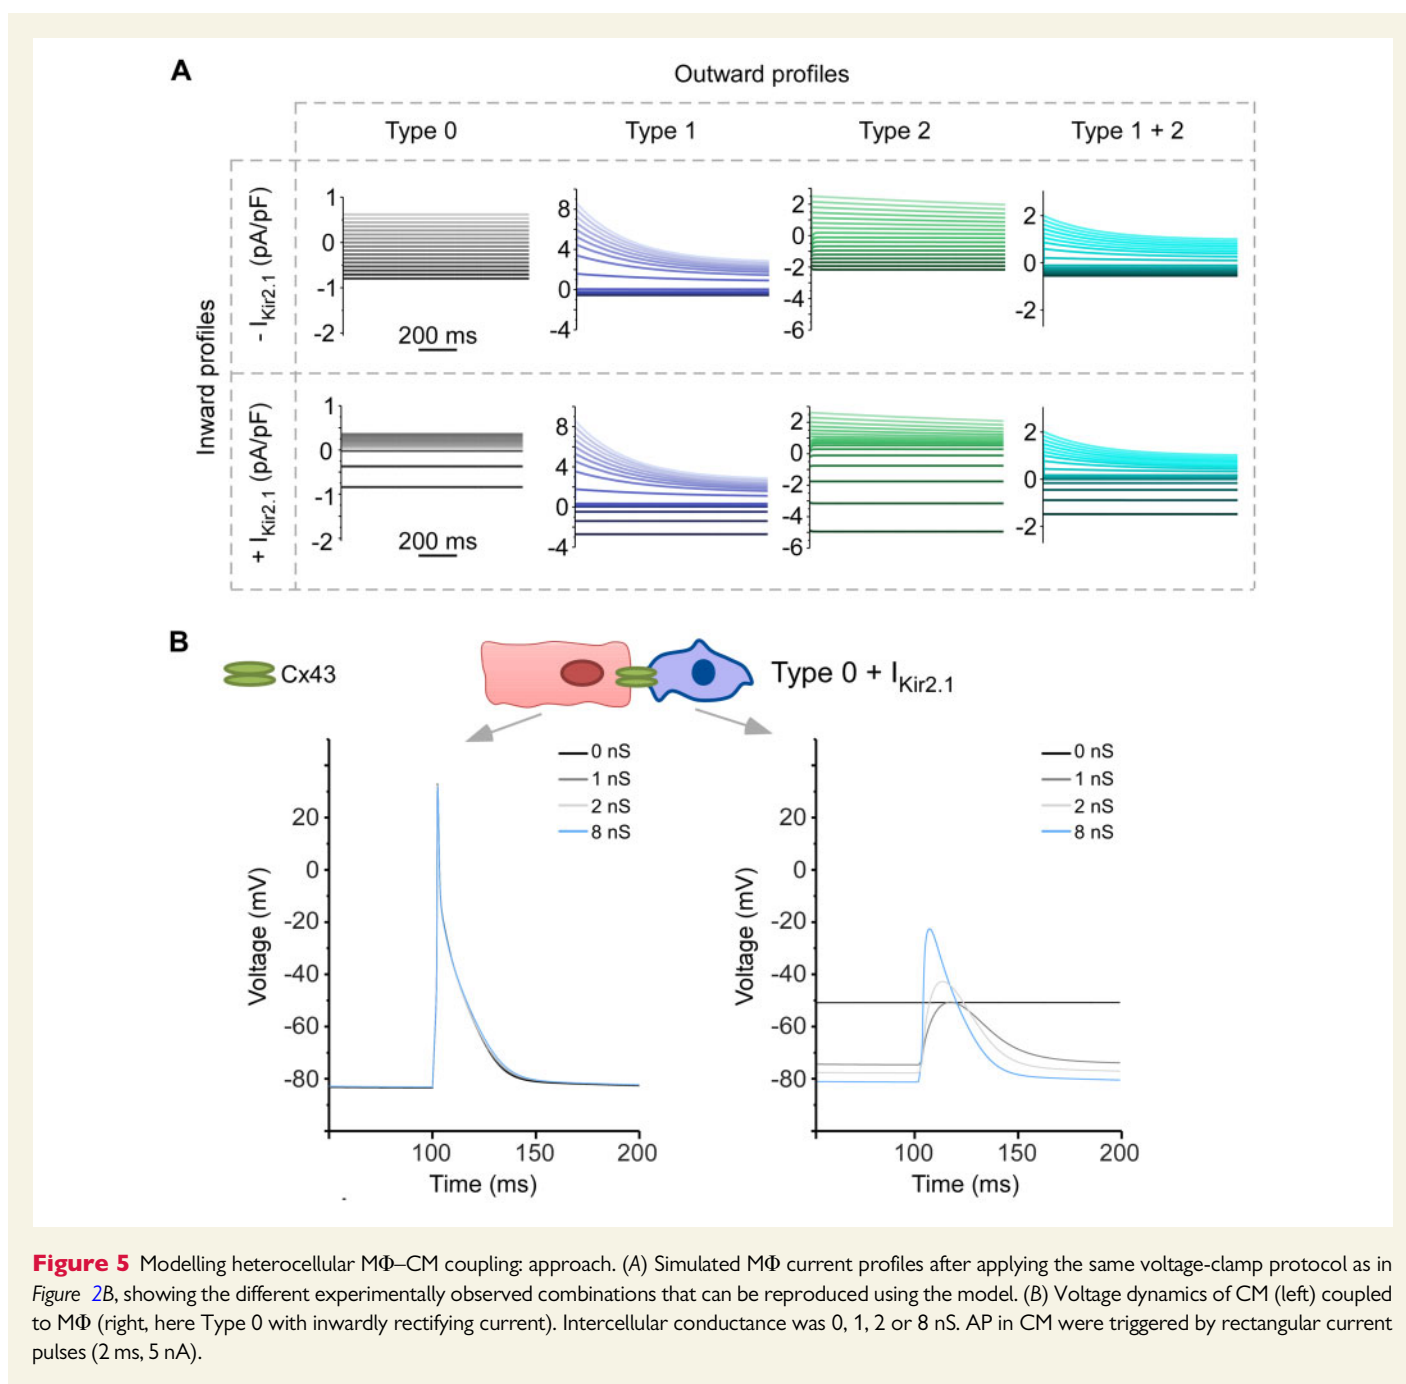 A
Outward profiles
Type 0
Type 1
Type 2
Type 1 + 2
Inward profiles
- IKir2.1 (pA/pF)
1
0
-1
-2
200 ms
8
4
0
-4
2
0
-2
-4
-6
2
0
-2
+ IKir2.1 (pA/pF)
1
0
-1
-2
200 ms
8
4
0
-4
2
0
-2
-4
-6
2
0
-2
B
Cx43
Type 0 + IKir2.1
0 nS
1 nS
2 nS
8 nS
20
0
-20
-40
-60
-80
Voltage (mV)
100
150
200
Time (ms)
0 nS
1 nS
2 nS
8 nS
20
0
-20
-40
-60
-80
Voltage (mV)
100
150
200
Time (ms)
Figure 5 Modelling heterocellular MΦ–CM coupling: approach. (A) Simulated MΦ current profiles after applying the same voltage-clamp protocol as in
Figure 2B, showing the different experimentally observed combinations that can be reproduced using the model. (B) Voltage dynamics of CM (left) coupled
to MΦ (right, here Type 0 with inwardly rectifying current). Intercellular conductance was 0, 1, 2 or 8 nS. AP in CM were triggered by rectangular current
pulses (2 ms, 5 nA).